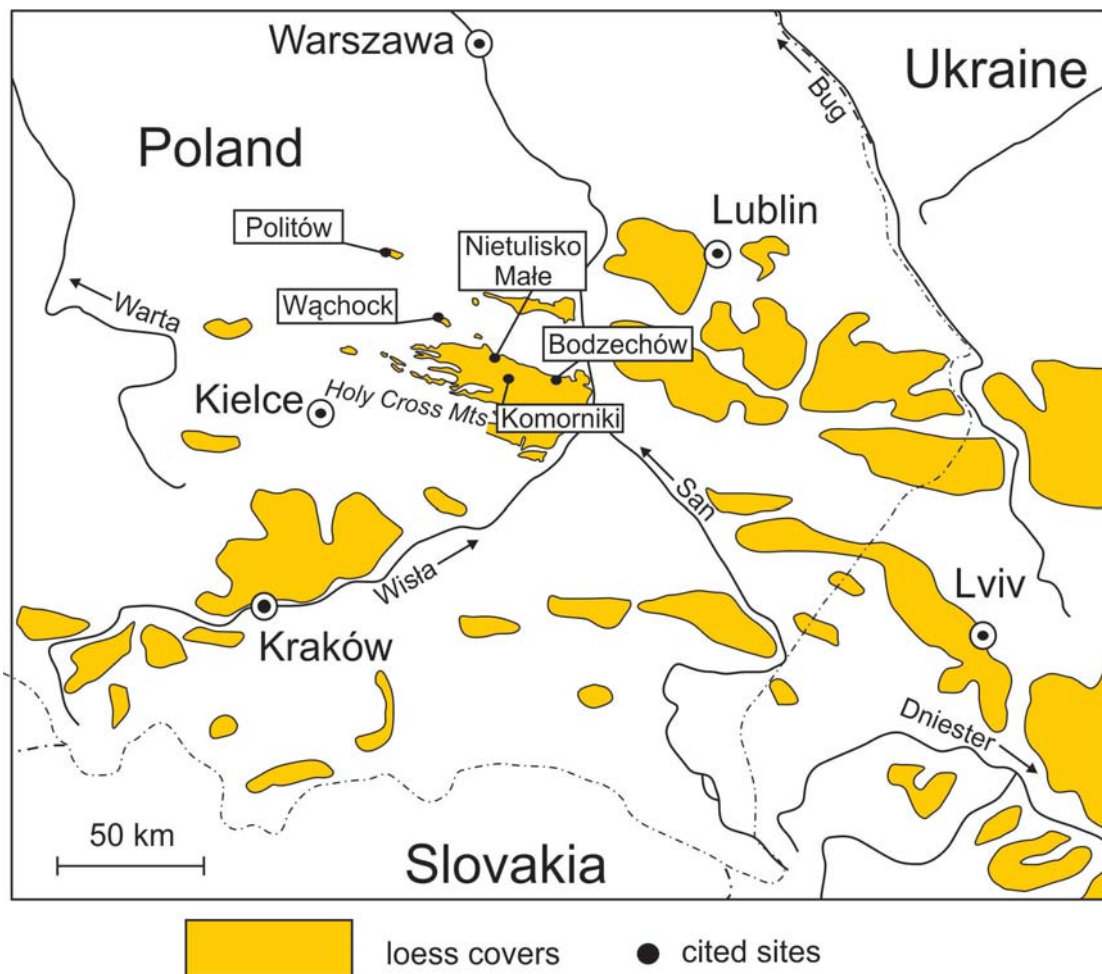 Warszawa
Ukraine
Bug
Poland
Lublin
Politów
Nietulisko
Małe
Warta
Wąchock
Bodzechów
Kielce
Holy Cross Mts
Komorniki
San
Wisła
Lviv
Kraków
Dniester
50 km
Slovakia
loess covers
cited sites